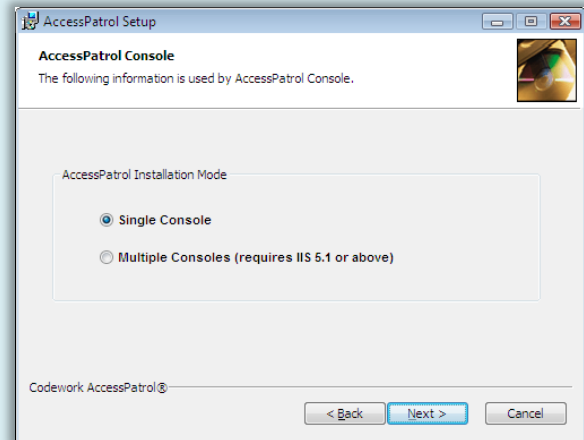 AccessPatrol Setup
AccessPatrol Console
The following information is used by AccessPatrol Console.
AccessPatrol Installation Mode
Single Console
Multiple Consoles (requires IIS 5.1 or above)
Codework AccessPatrol®
< Back Next > Cancel